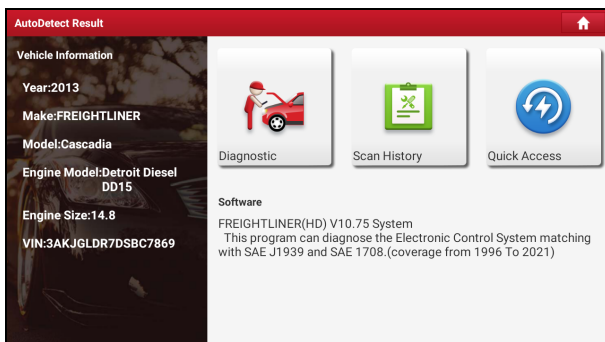 AutoDetect Result
Vehicle Information
Year:2013
Make:FREIGHTLINER
Model:Cascadia
Engine Model:Detroit Diesel
DD15
Engine Size:14.8
VIN:3AKJGLDR7DSBC7869
Diagnostic
Scan History
Quick Access
Software
FREIGHTLINER(HD) V10.75 System
This program can diagnose the Electronic Control System matching
with SAE J1939 and SAE 1708.(coverage from 1996 To 2021)